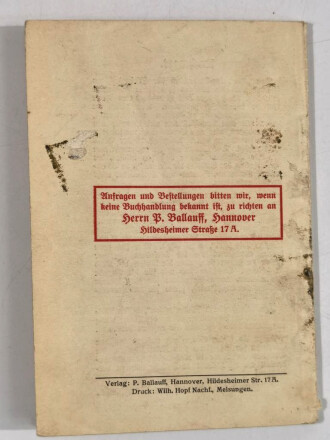 Anfragen und Bestellungen bitten wir, wenn
keine Buchhandlung bekannt ist, zu richten an
Herrn P. Ballauff, Hannover
Hildesheimer Straße 17 A.
Verlag: P. Ballauff, Hannover, Hildesheimer Str. 17 A.
Druck: Wilh. Hopf Nachf., Melsungen.